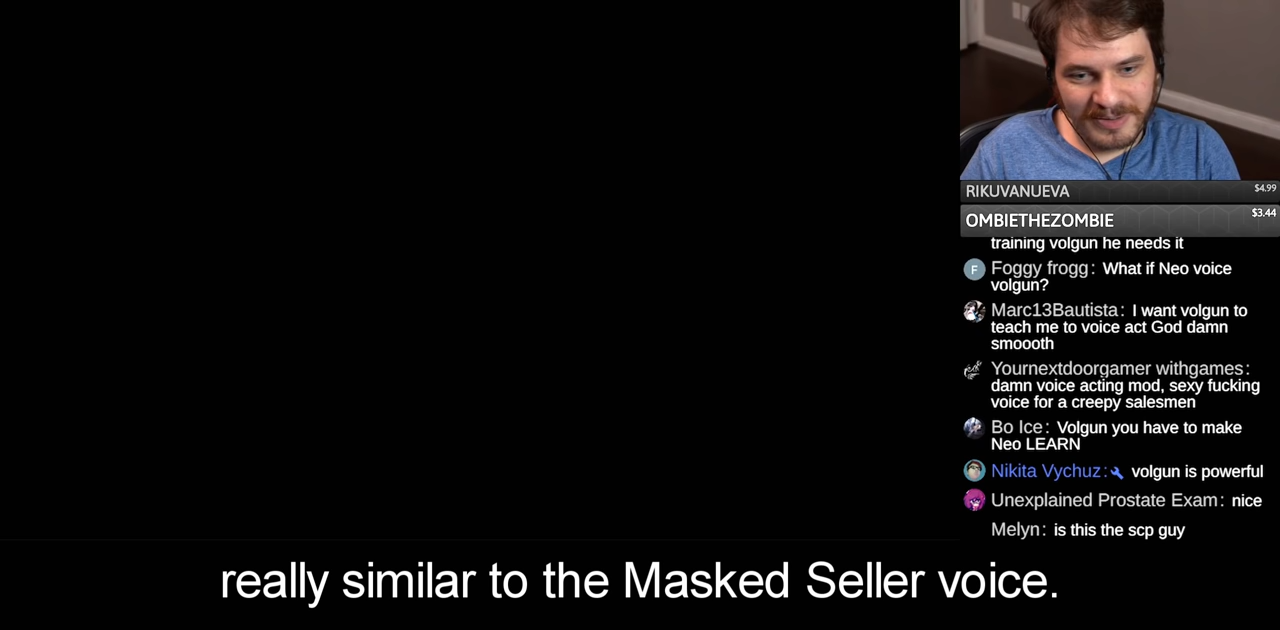 RIKUVANUEVA $4.99
OMBIETHEZOMBIE $3.44
training volgun he needs it
F Foggy frogg: What if Neo voice
volgun?
Marc13Bautista: I want volgun to
teach me to voice act God damn
smoooth
Yournextdoorgamer withgames:
damn voice acting mod, sexy fucking
voice for a creepy salesmen
Bo Ice: Volgun you have to make
Neo LEARN
Nikita Vychuz: volgun is powerful
Unexplained Prostate Exam: nice
Melyn: is this the scp guy
really similar to the Masked Seller voice.